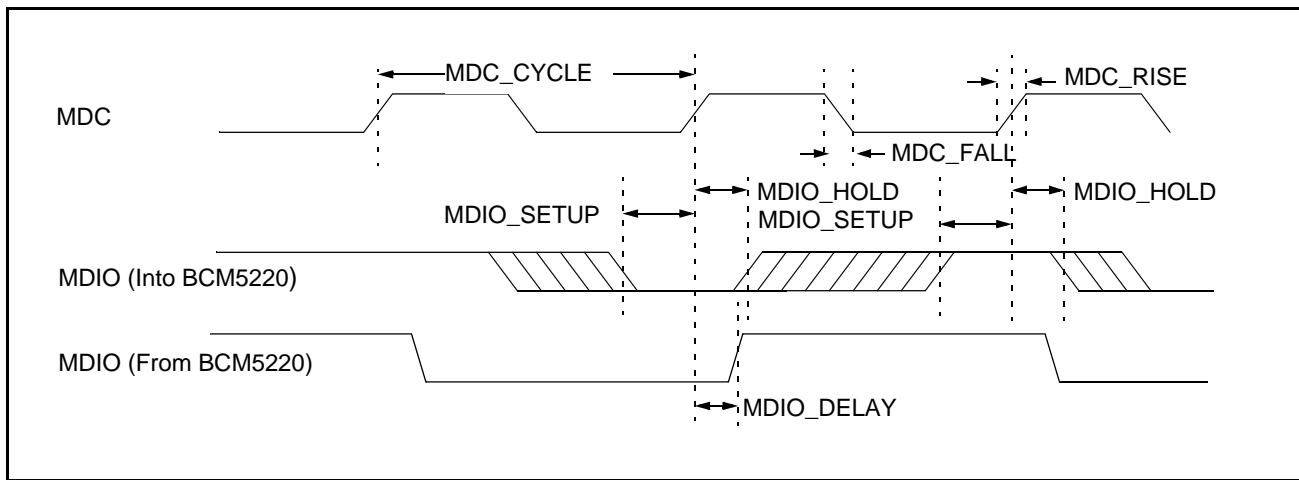 MDC_CYCLE
MDC_RISE
MDC
MDC_FALL
MDIO_HOLD
MDIO_HOLD
MDIO_SETUP
MDIO_SETUP
MDIO (Into BCM5220)
MDIO (From BCM5220)
MDIO_DELAY